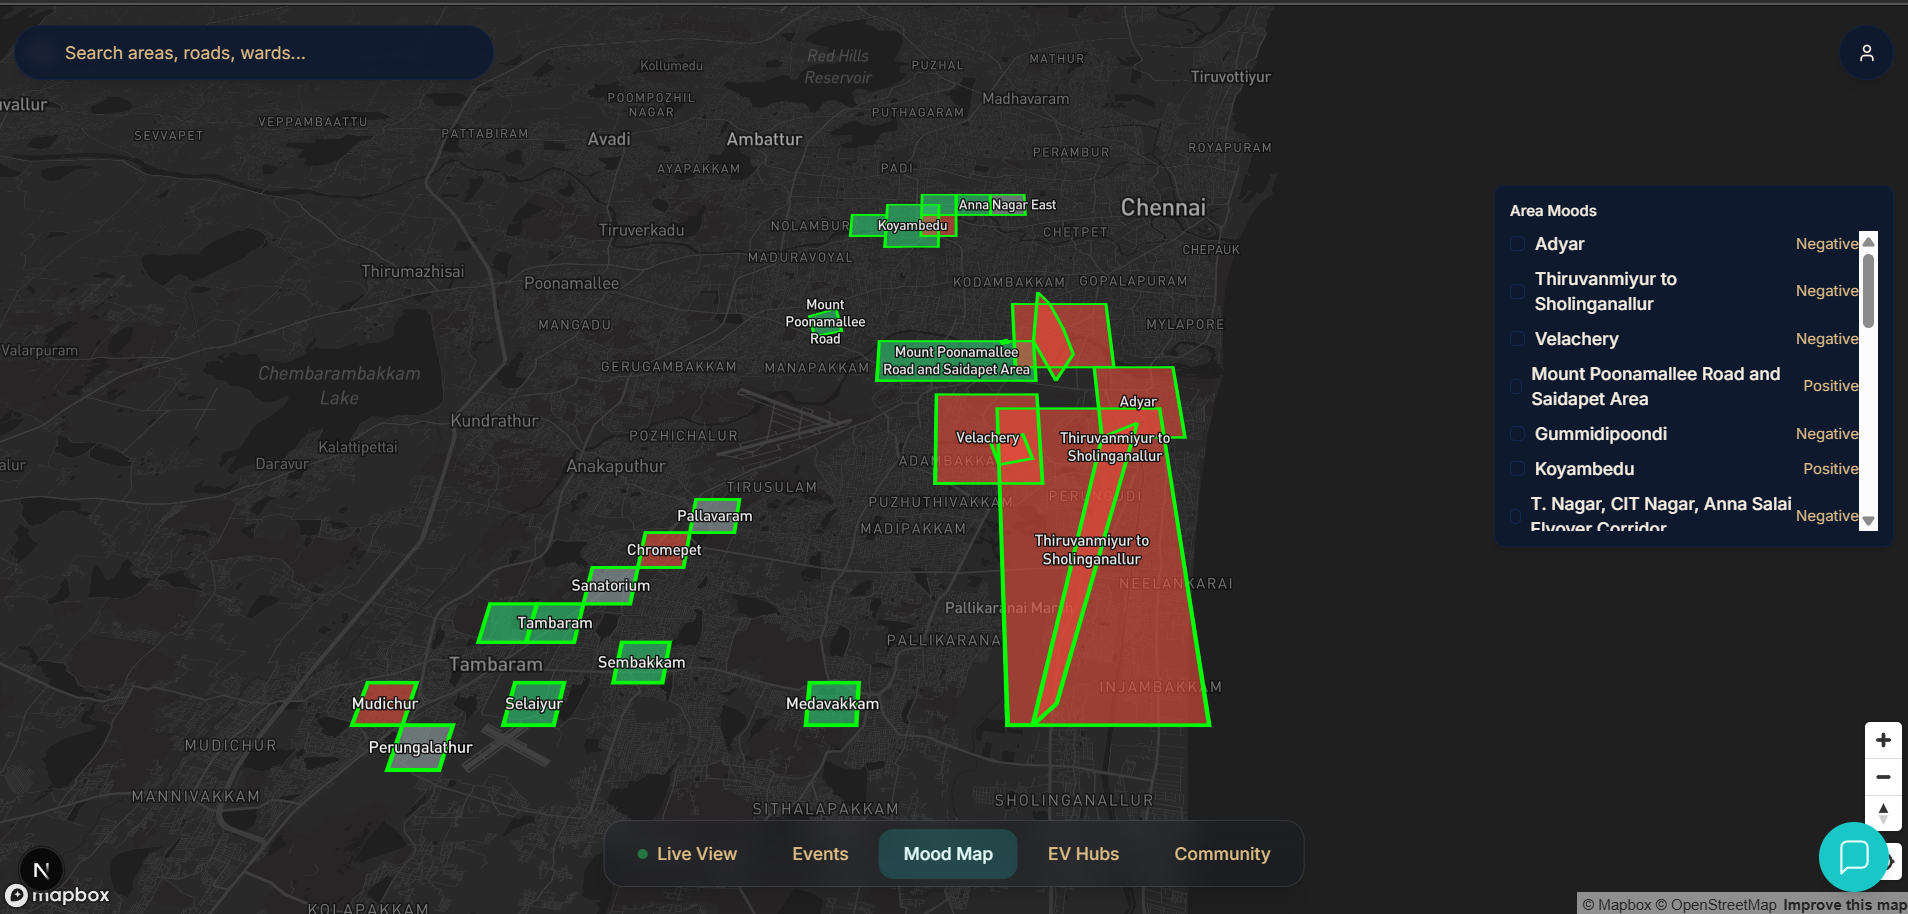 Search areas, roads, wards...
Kollumedu
Red Hills
Reservoir
PUZHAL
MATHUR
Tiruvottiyur
vallur
POOMPOZHIL
NAGAR
Madhavaram
PUTHAGARAM
SEVVAPET
VEPPAMBAATTU
PATTABIRAM
Avadi
Ambattur
PERAMBUR
ROYAPURAM
AYAPAKKAM
PADI
Anna Nagar East
Chennai
NOLAMBUR
Koyambedu
CHETPET
Tiruverkadu
CHEPAUK
MADURAVOYAL
Thirumazhisai
Poonamallee
KODAMBAKKAM
GOPALAPURAM
Mount
Poonamallee
Road
MANGADU
MYLAPORE
Valarpuram
Mount Poonamallee
Road and Saidapet Area
GERUGAMBAKKAM
MANAPAKKAM
Chembarambakkam
Lake
Adyar
Kundrathur
POZHICHALUR
Velachery
Thiruvanmiyur to
Sholinganallur
Kalattipettai
alur
Daravur
Anakaputhur
ADAMBAKKA
TIRUSULAM
PUZHUTHIVAKKAM
PERUNGUDI
Pallavaram
MADIPAKKAM
Chromepet
Thiruvanmiyur to
Sholinganallur
Sanatorium
NEELANKARAI
Pallikaranai Marsh
Tambaram
PALLIKARANA
Tambaram
Sembakkam
INJAMBAKKAM
Mudichur
Selaiyur
Medavakkam
MUDICHUR
Perungalathur
MANNIVAKKAM
SITHALAPAKKAM
SHOLINGANALLUR
KOLAPAKKAM
Area Moods
Adyar Negative
Thiruvanmiyur to
Sholinganallur Negative
Velachery Negative
Mount Poonamallee Road and
Saidapet Area Positive
Gummidipoondi Negative
Koyambedu Positive
T. Nagar, CIT Nagar, Anna Salai
Flyover Corridor Negative
Live View Events Mood Map EV Hubs Community
N
mapbox
© Mapbox © OpenStreetMap Improve this map